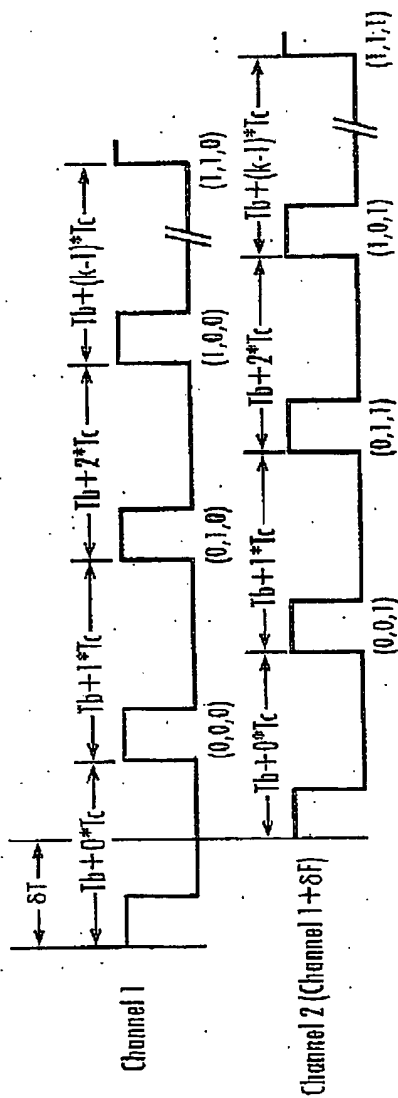 δT
Tb+0*Tc
Tb+1*Tc
Tb+2*Tc
Tb+(k-1)*Tc
Channel 1
(0,0,0)
(0,1,0)
(1,0,0)
(1,1,0)
Tb+0*Tc
Tb+1*Tc
Tb+2*Tc
Tb+(k-1)*Tc
Channel 2 (Channel 1+δF)
(0,0,1)
(0,1,1)
(1,0,1)
(1,1,1)